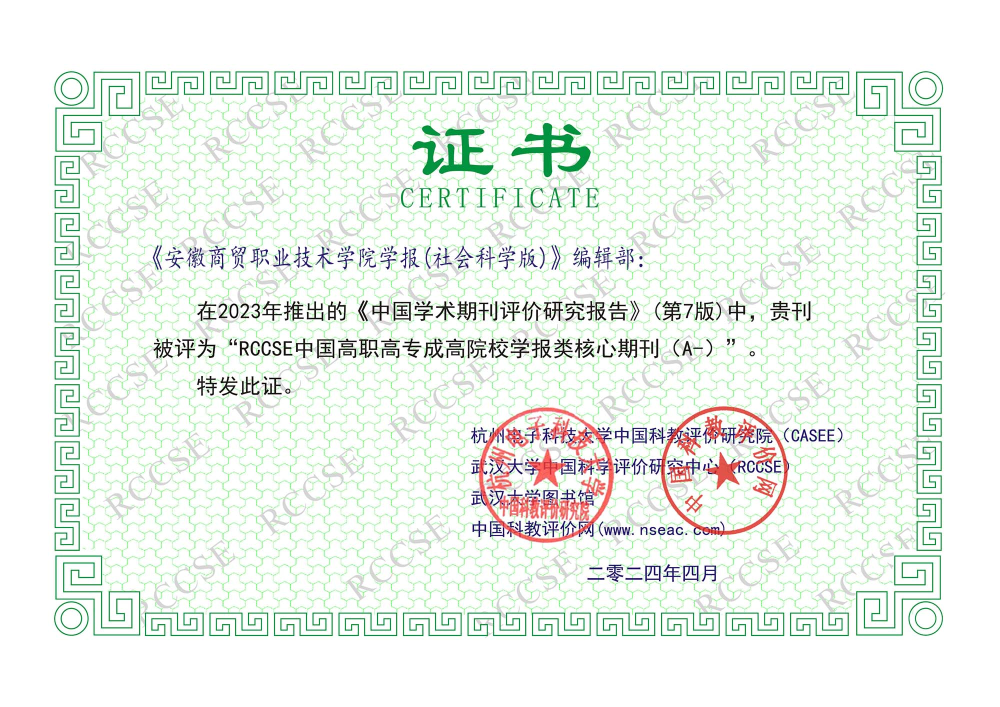 证书
CERTIFICATE
《安徽商贸职业技术学院学报(社会科学版)》编辑部：
在2023年推出的《中国学术期刊评价研究报告》(第7版)中，贵刊
被评为“RCCSE中国高职高专成高院校学报类核心期刊（A-）”。
特发此证。
杭州电子科技大学中国科教评价研究院（CASEE）
武汉大学中国科学评价研究中心（RCCSE）
武汉大学图书馆
中国科教评价网(www.nseac.com)
二零二四年四月
杭州电子科技大学
中国科教评价研究院
中国科教评价网
RCCSE